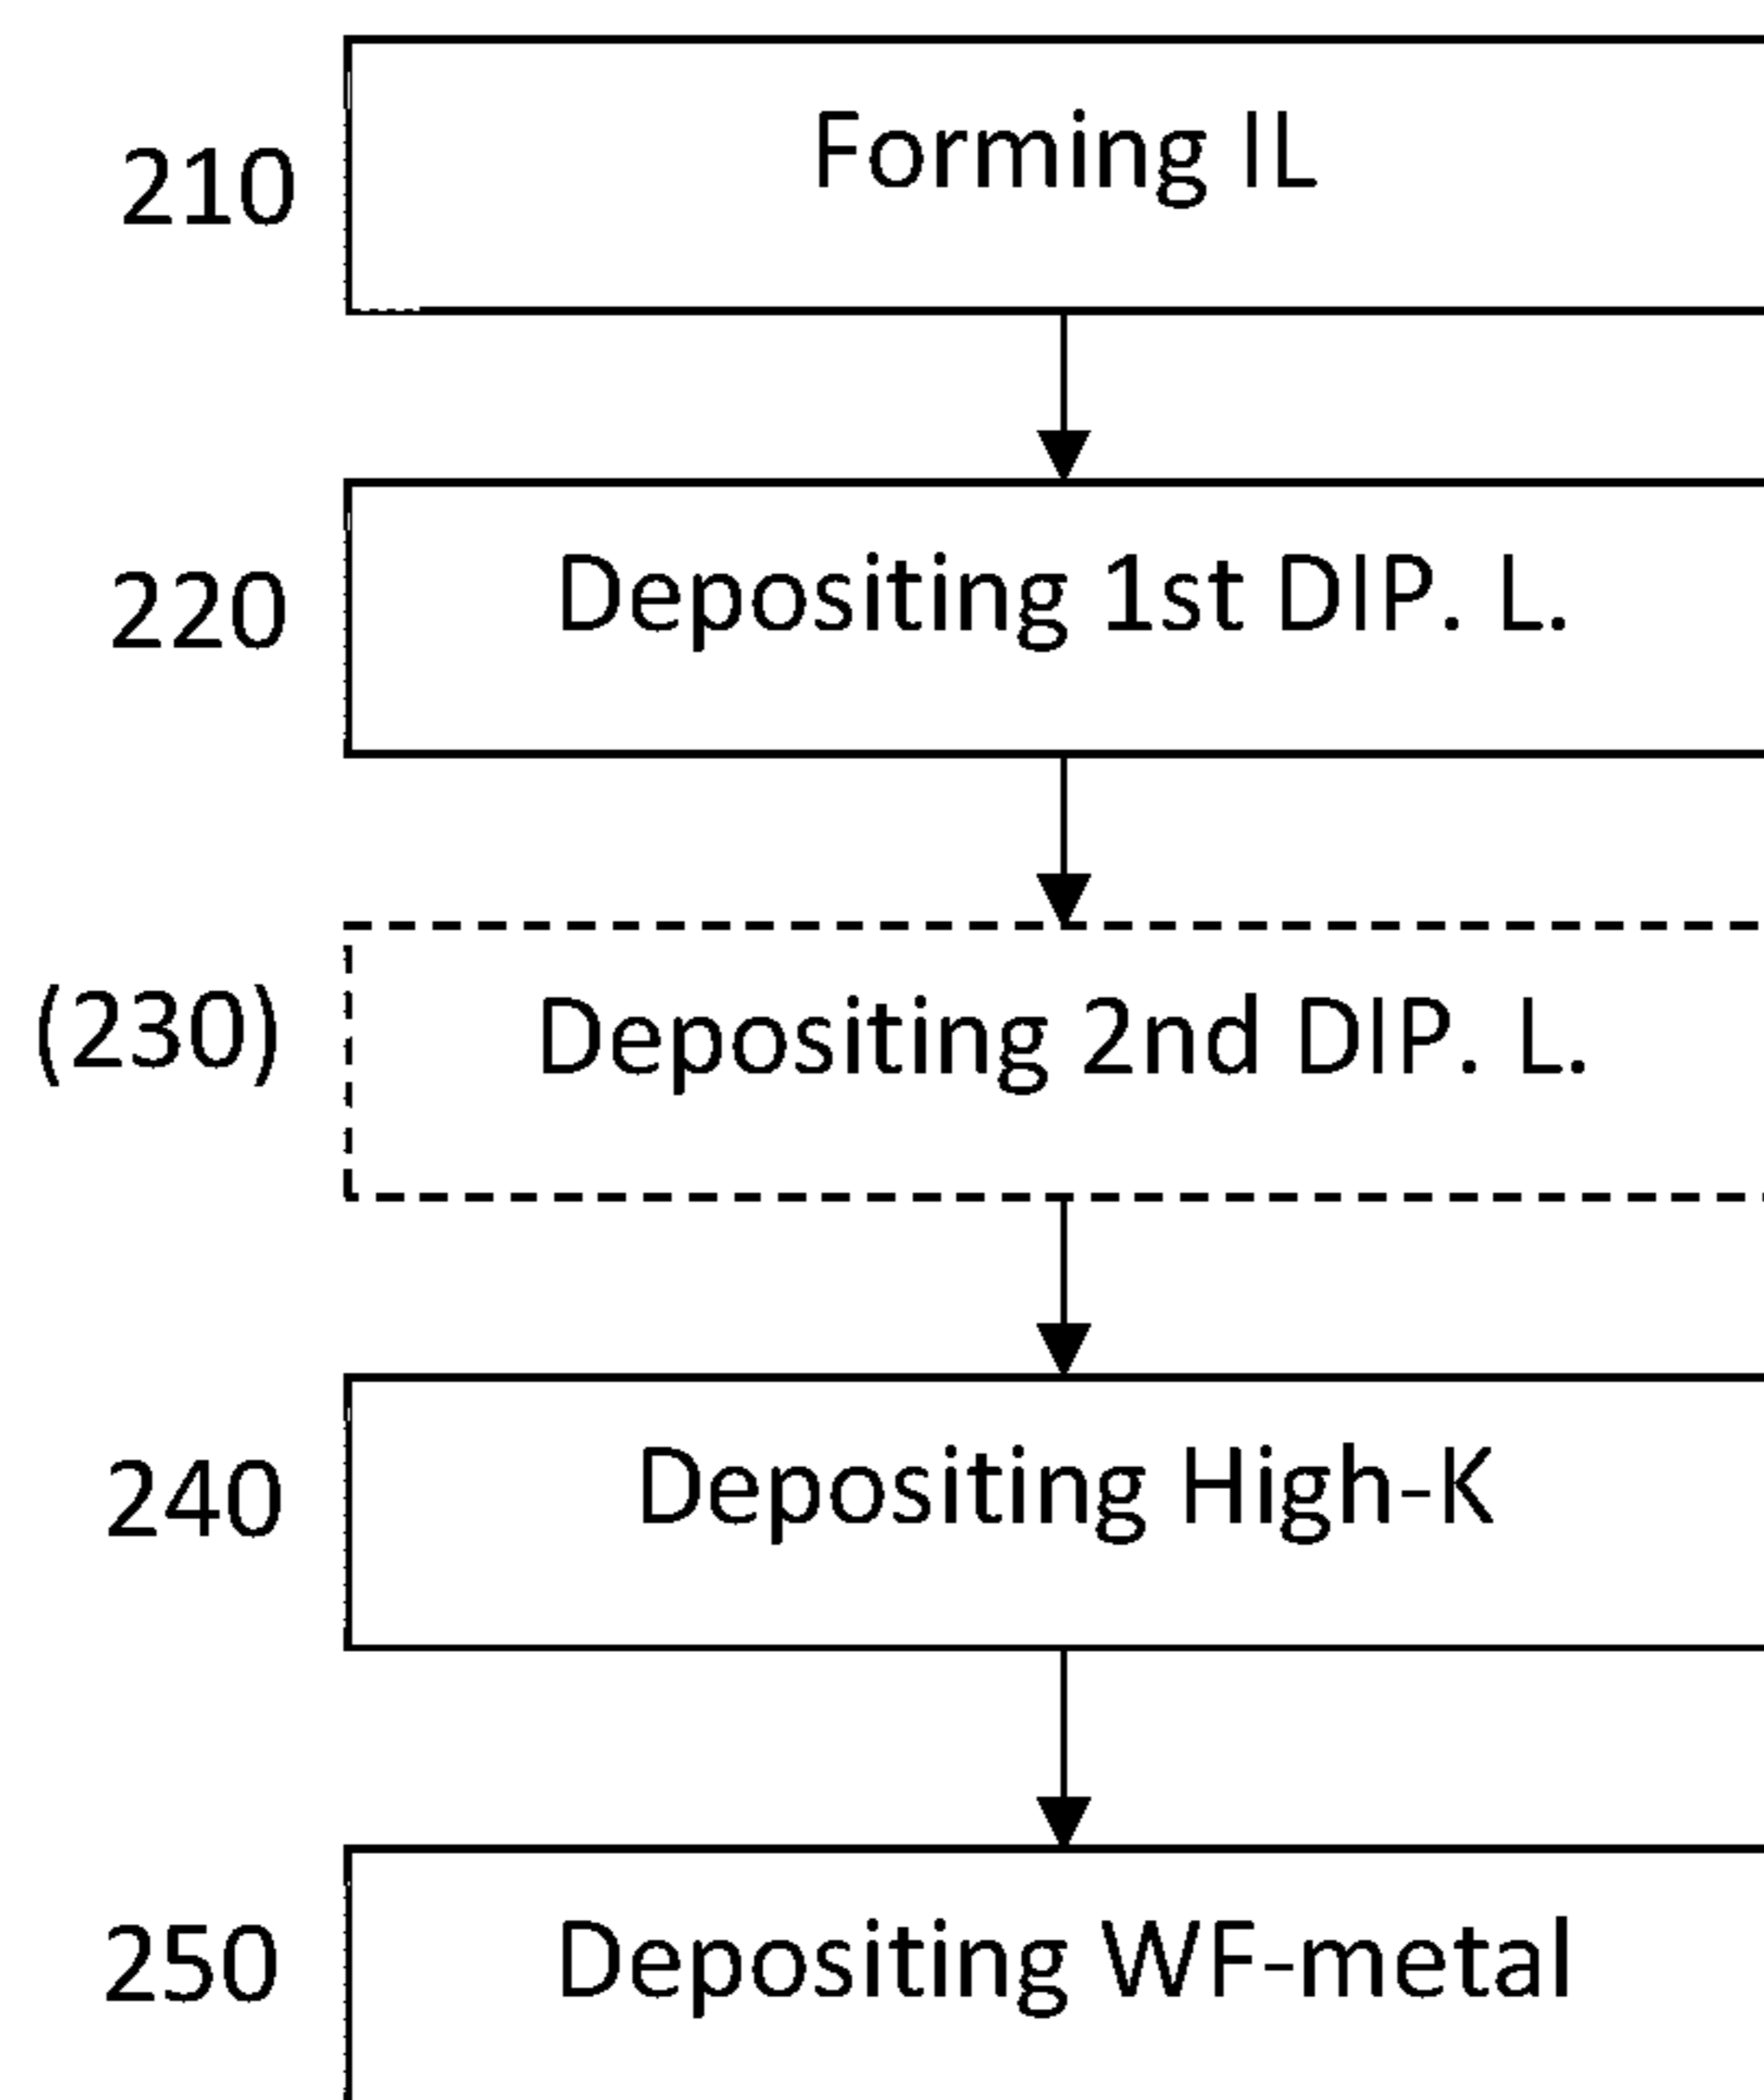 210 Forming IL
220 Depositing 1st DIP. L.
(230) Depositing 2nd DIP. L.
240 Depositing High-K
250 Depositing WF-metal